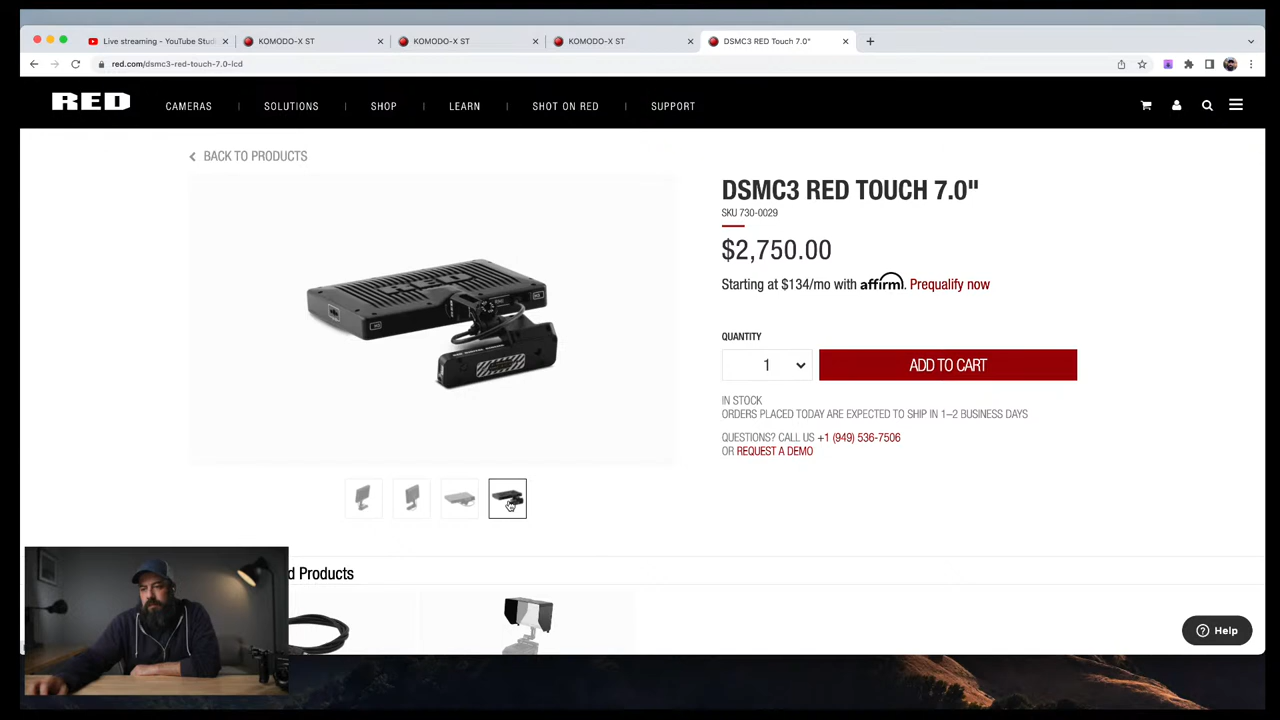 Live streaming - YouTube Stud
KOMODO-X ST
KOMODO-X ST
KOMODO-X ST
DSMC3 RED Touch 7.0"
red.com/dsmc3-red-touch-7.0-lcd
RED
CAMERAS
SOLUTIONS
SHOP
LEARN
SHOT ON RED
SUPPORT
BACK TO PRODUCTS
DSMC3 RED TOUCH 7.0"
SKU 730-0029
$2,750.00
Starting at $134/mo with affirm. Prequalify now
QUANTITY
1
ADD TO CART
IN STOCK
ORDERS PLACED TODAY ARE EXPECTED TO SHIP IN 1–2 BUSINESS DAYS
QUESTIONS? CALL US +1 (949) 536-7506
OR REQUEST A DEMO
d Products
Help